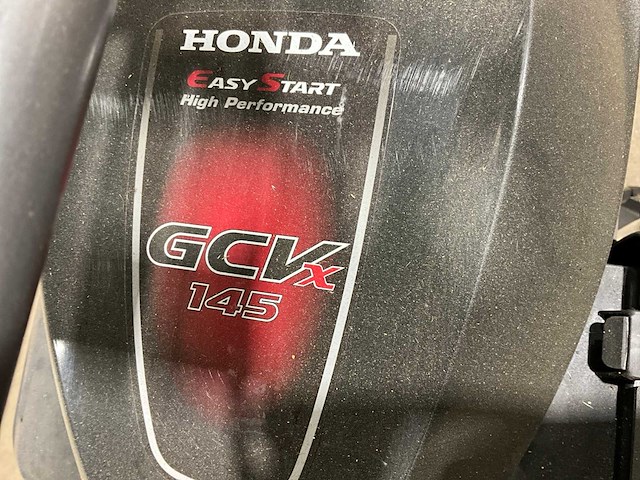 HONDA
EASY START
High Performance
GCVx
145